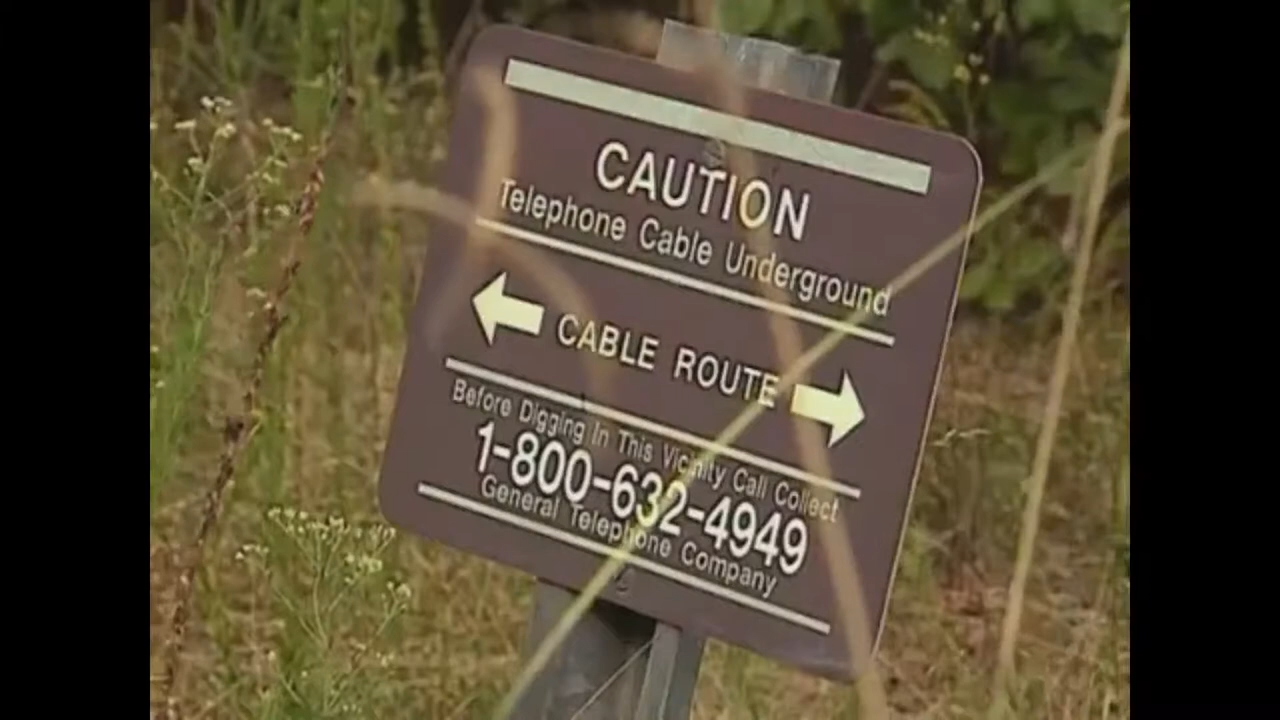 CAUTION
Telephone Cable Underground
CABLE ROUTE
Before Digging In This Vicinity Call Collect
1-800-632-4949
General Telephone Company